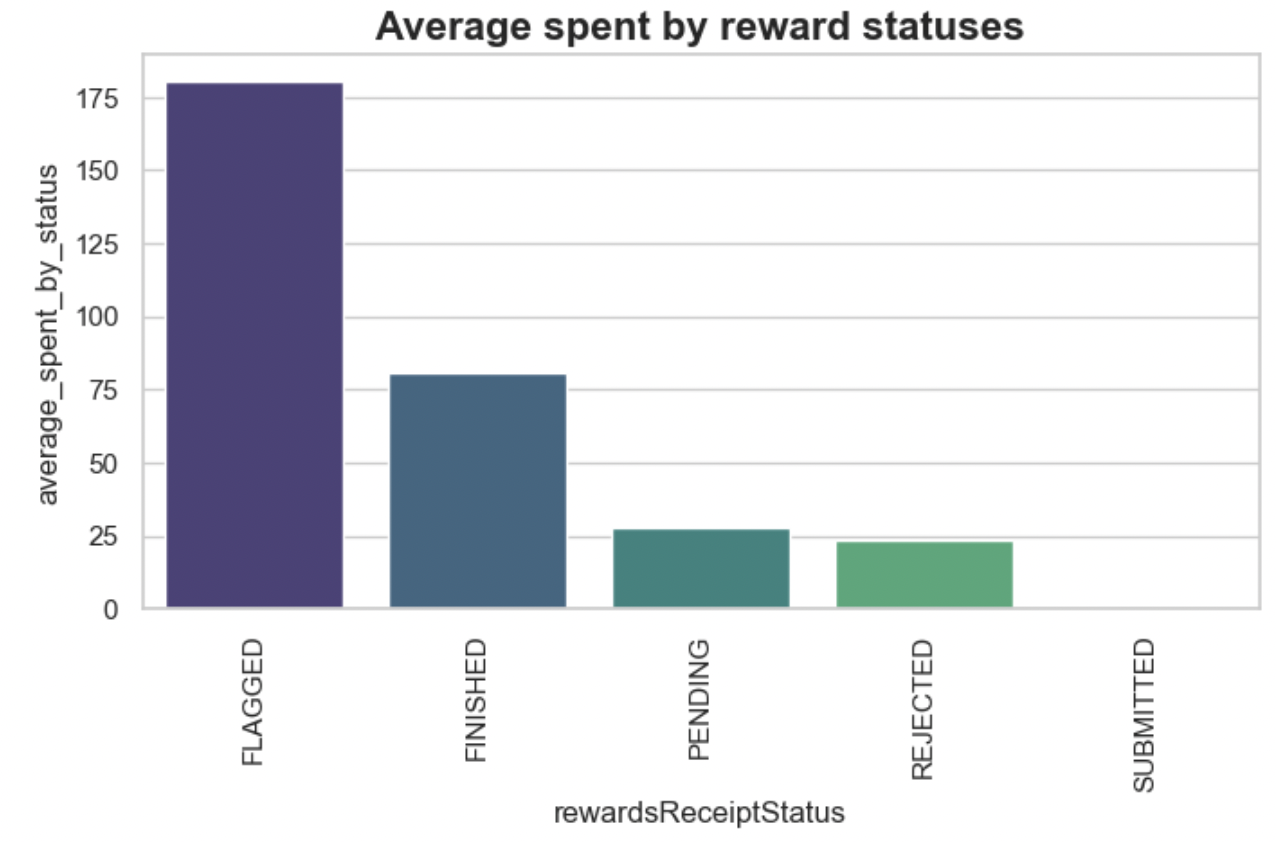 Average spent by reward statuses
average_spent_by_status
175
150
125
100
75
50
25
0
FLAGGED
FINISHED
PENDING
REJECTED
SUBMITTED
rewardsReceiptStatus